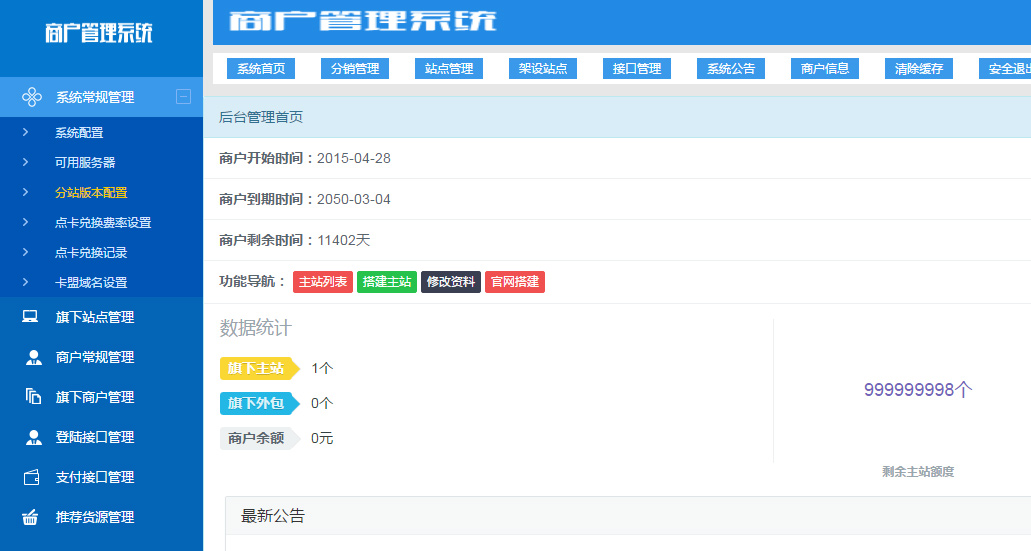 商户管理系统
系统常规管理
系统配置
可用服务器
分站版本配置
点卡兑换费率设置
点卡兑换记录
卡盟域名设置
旗下站点管理
商户常规管理
旗下商户管理
登陆接口管理
支付接口管理
推荐货源管理
商户管理系统
系统首页 分销管理 站点管理 架设站点 接口管理 系统公告 商户信息 清除缓存 安全退出
后台管理首页
商户开始时间：2015-04-28
商户到期时间：2050-03-04
商户剩余时间：11402天
功能导航： 主站列表 搭建主站 修改资料 官网搭建
数据统计
旗下主站 1个
旗下外包 0个
商户余额 0元
999999998个
剩余主站额度
最新公告